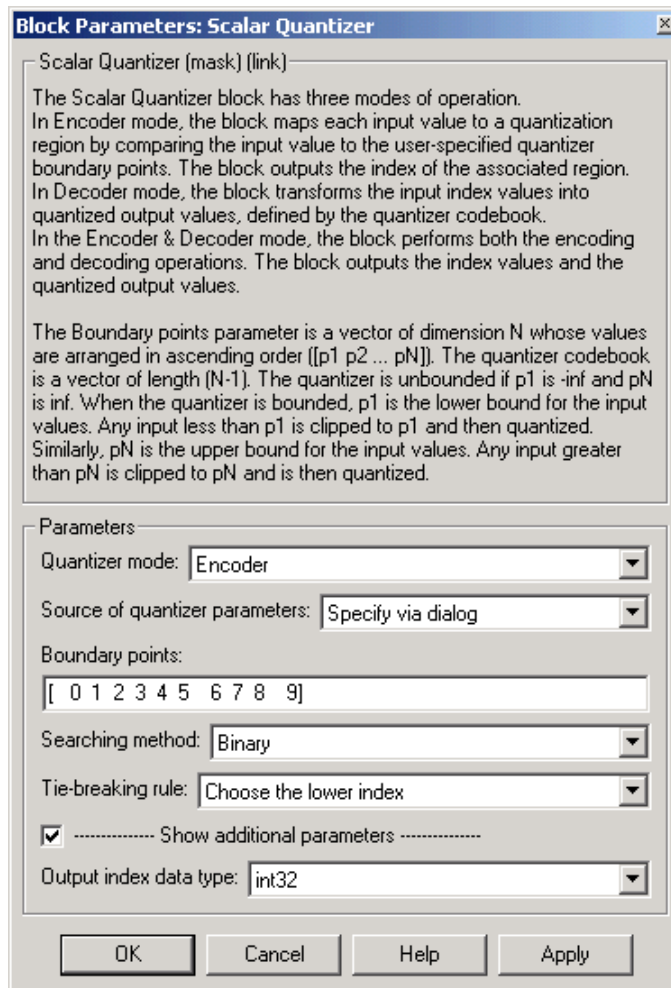 Block Parameters: Scalar Quantizer
Scalar Quantizer (mask) (link)
The Scalar Quantizer block has three modes of operation.
In Encoder mode, the block maps each input value to a quantization
region by comparing the input value to the user-specified quantizer
boundary points. The block outputs the index of the associated region.
In Decoder mode, the block transforms the input index values into
quantized output values, defined by the quantizer codebook.
In the Encoder & Decoder mode, the block performs both the encoding
and decoding operations. The block outputs the index values and the
quantized output values.
The Boundary points parameter is a vector of dimension N whose values
are arranged in ascending order ([p1 p2 ... pN]). The quantizer codebook
is a vector of length (N-1). The quantizer is unbounded if p1 is -inf and pN
is inf. When the quantizer is bounded, p1 is the lower bound for the input
values. Any input less than p1 is clipped to p1 and then quantized.
Similarly, pN is the upper bound for the input values. Any input greater
than pN is clipped to pN and is then quantized.
Parameters
Quantizer mode: Encoder
Source of quantizer parameters: Specify via dialog
Boundary points:
[ 0 1 2 3 4 5 6 7 8 9]
Searching method: Binary
Tie-breaking rule: Choose the lower index
-------------- Show additional parameters ---------------
Output index data type: int32
OK Cancel Help Apply